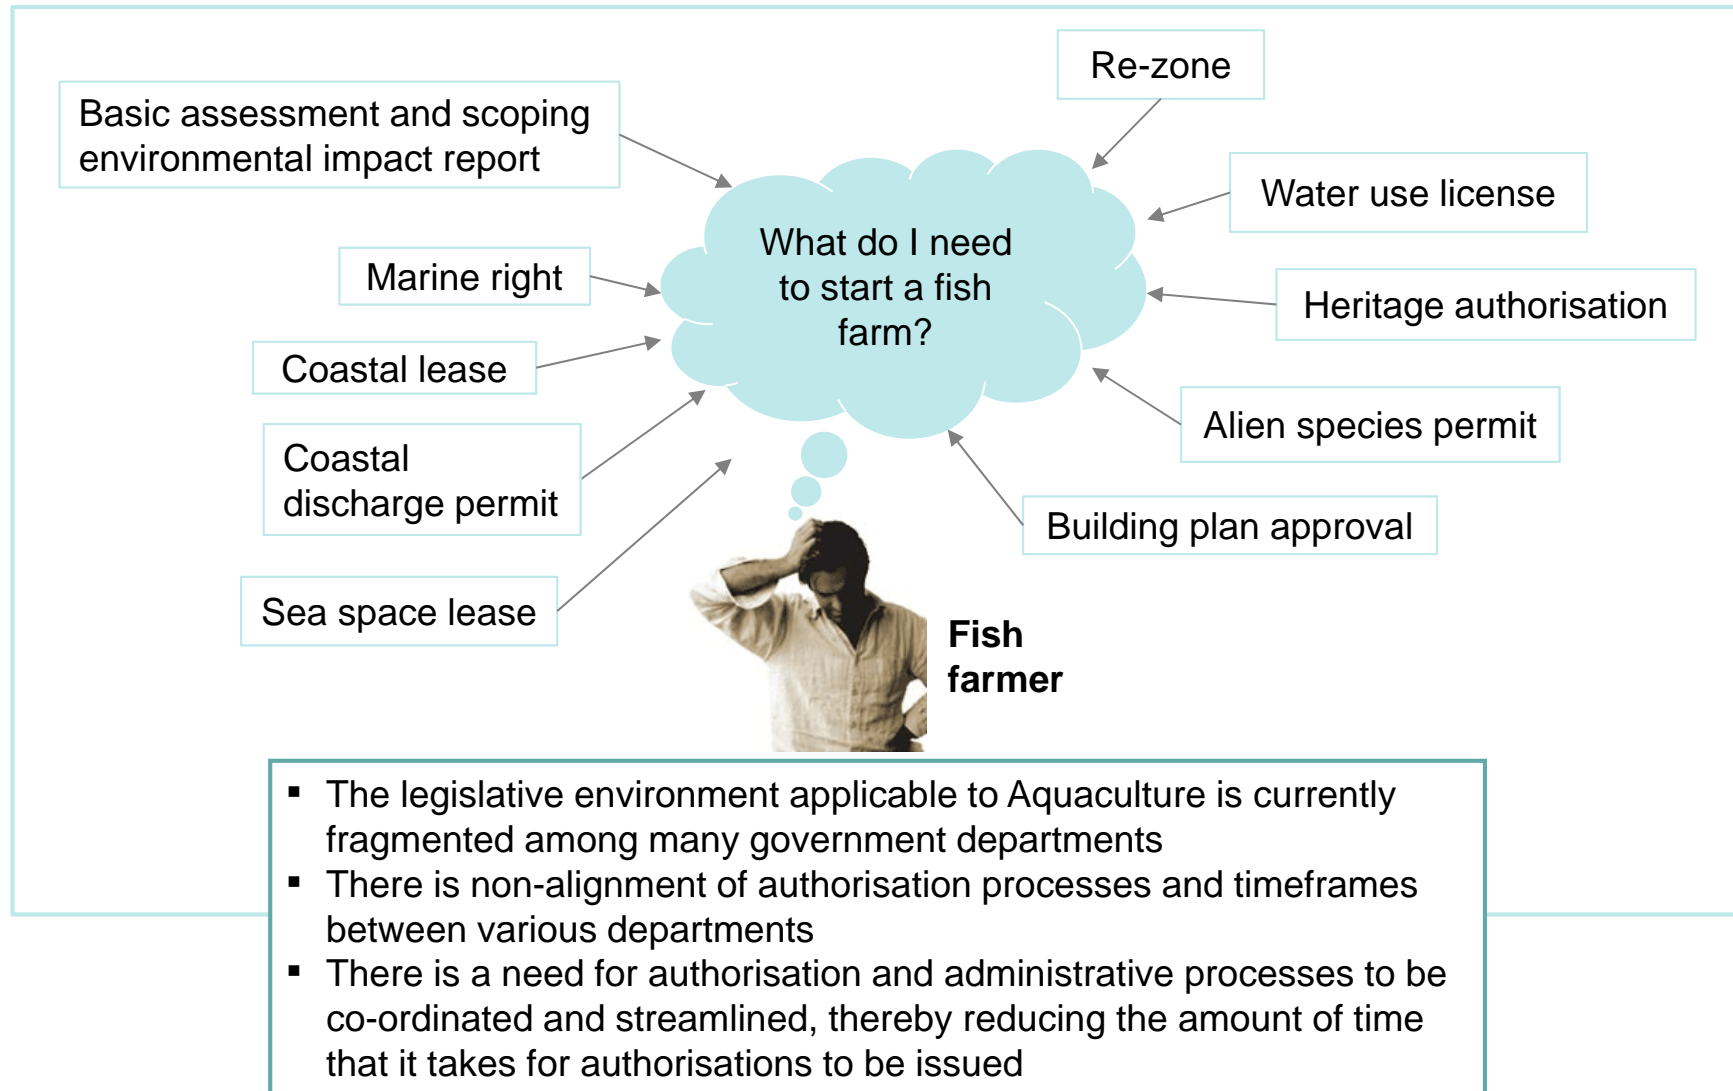 Re-zone
Basic assessment and scoping
environmental impact report
Water use license
What do I need
to start a fish
farm?
Marine right
Heritage authorisation
Coastal lease
Alien species permit
Coastal
discharge permit
Building plan approval
Sea space lease
Fish
farmer
▪ The legislative environment applicable to Aquaculture is currently
fragmented among many government departments
▪ There is non-alignment of authorisation processes and timeframes
between various departments
▪ There is a need for authorisation and administrative processes to be
co-ordinated and streamlined, thereby reducing the amount of time
that it takes for authorisations to be issued